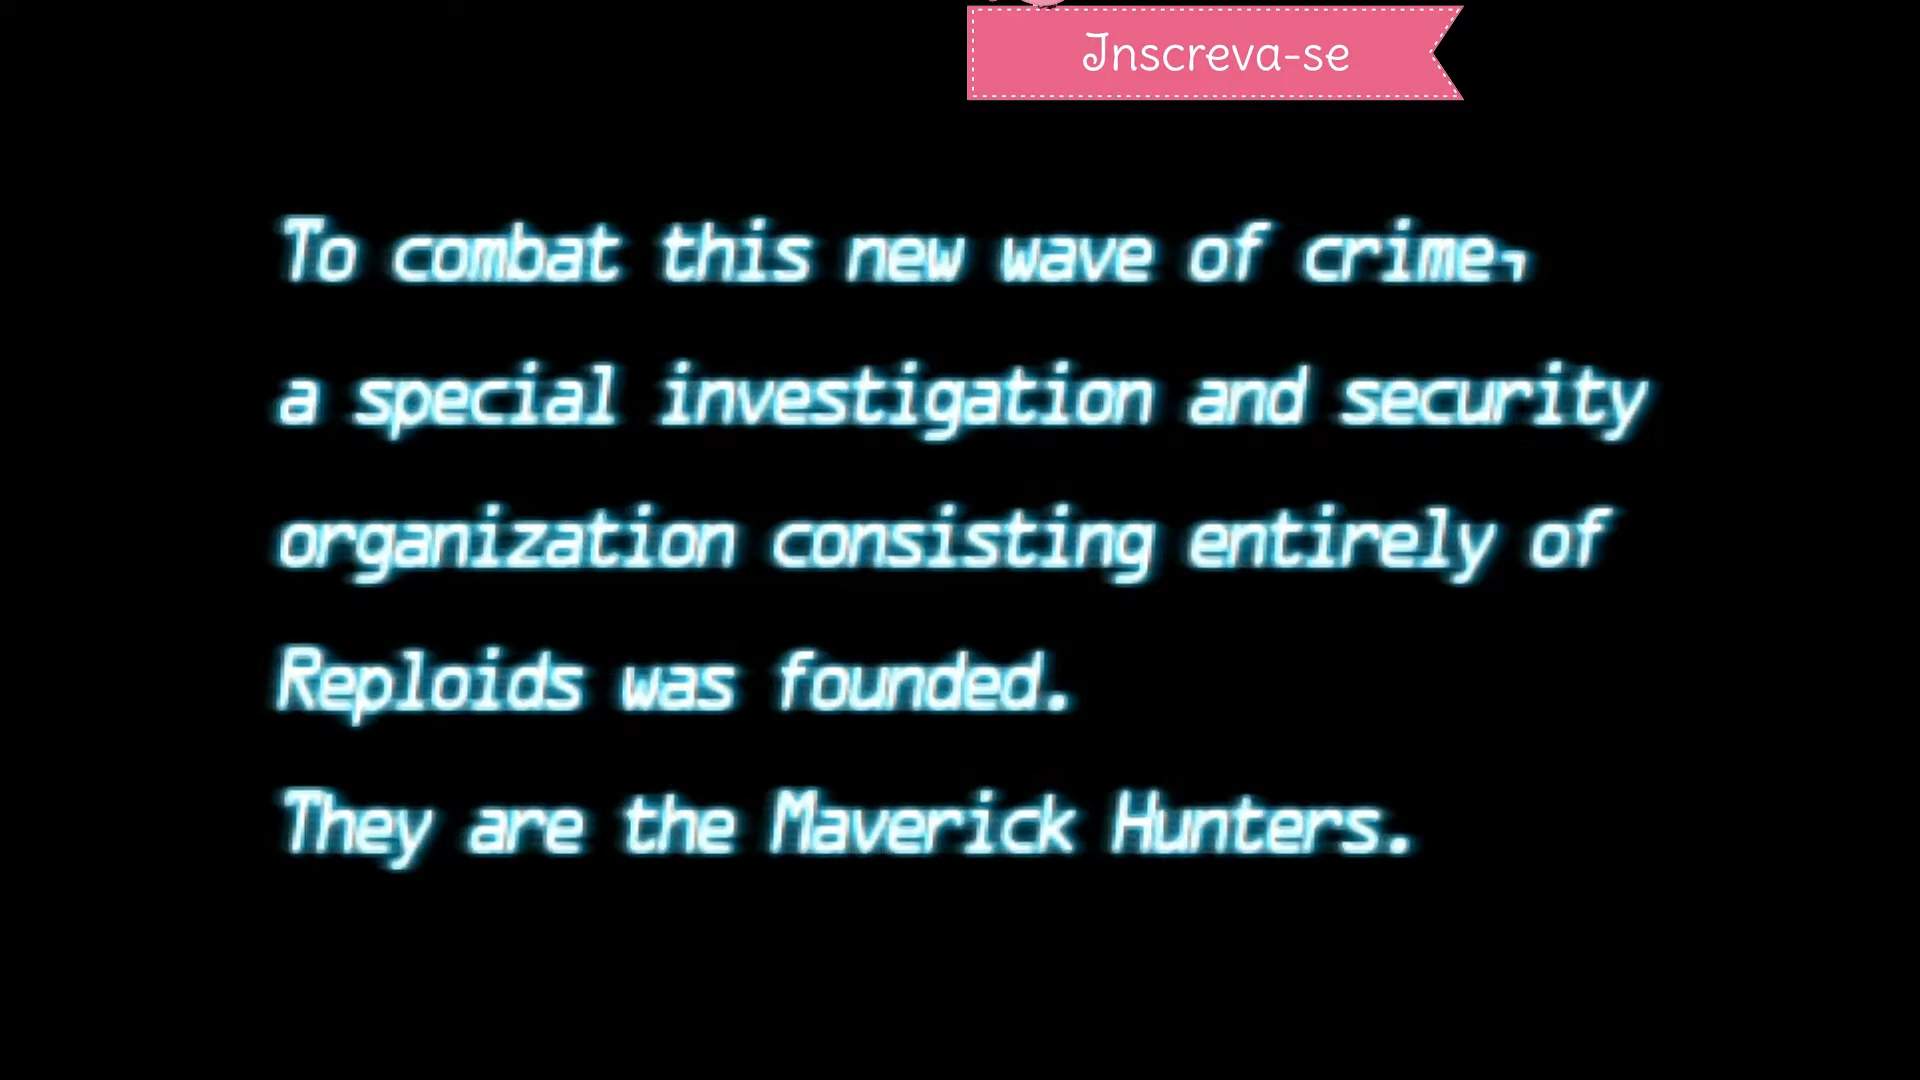 Inscreva-se
To combat this new wave of crime,
a special investigation and security
organization consisting entirely of
Reploids was founded.
They are the Maverick Hunters.